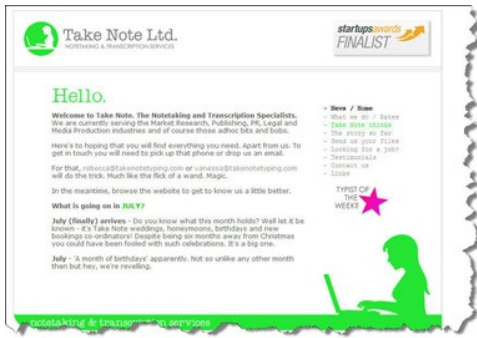 Take Note Ltd.
NOTETAKING & TRANSCRIPTION SERVICES
startupsawards
FINALIST
Hello.
Welcome to Take Note. The Notetaking and Transcription Specialists.
We are currently serving the Market Research, Publishing, PR, Legal and
Media Production industries and of course those adhoc bits and bobs.
Here's to hoping that you will find everything you need. Apart from us. To
get in touch you will need to pick up that phone or drop us an email.
For that, rebecca@takenotetyping.com or vanessa@takenotetyping.com
will do the trick. Much like the flick of a wand. Magic.
In the meantime, browse the website to get to know us a little better.
What is going on in JULY?
July (finally) arrives - Do you know what this month holds? Well let it be
known - it's Take Note weddings, honeymoons, birthdays and new
bookings co-ordinators! Despite being six months away from Christmas
you could have been fooled with such celebrations. It's a big one.
July - 'A month of birthdays' apparently. Not so unlike any other month
then but hey, we're revelling.
- News / Home
- What we do / Rates
- Take Note thinks
- The story so far
- Send us your files
- Looking for a job?
- Testimonials
- Contact us
- Links
TYPIST OF
THE
WEEK?
notetaking & transcription services